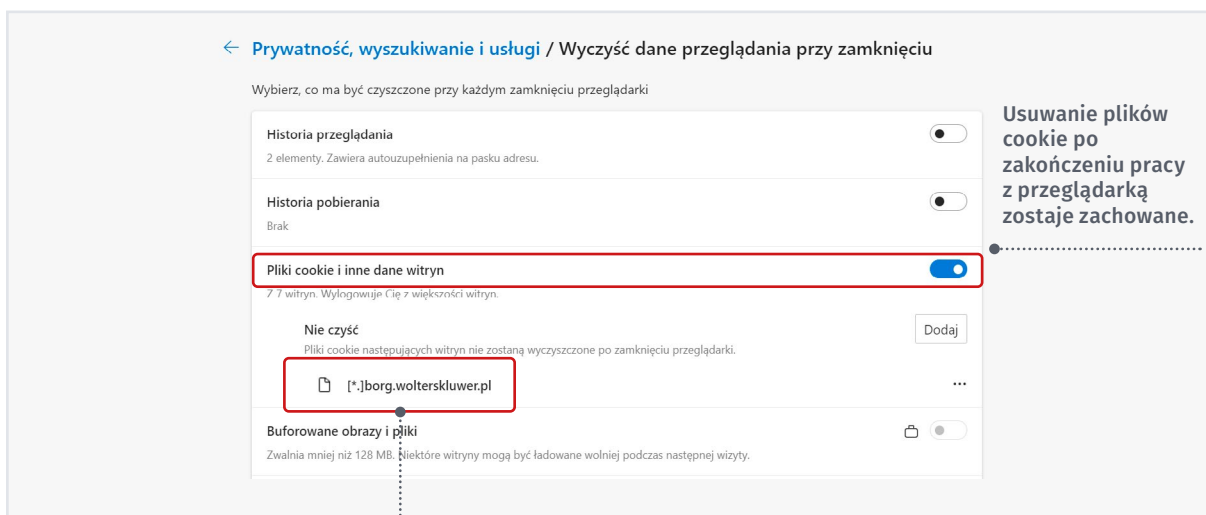 ← Prywatność, wyszukiwanie i usługi / Wyczyść dane przeglądania przy zamknięciu
Wybierz, co ma być czyszczone przy każdym zamknięciu przeglądarki
Historia przeglądania
2 elementy. Zawiera autouzupełnienia na pasku adresu.
Historia pobierania
Brak
Pliki cookie i inne dane witryn
Z 7 witryn. Wylogowuje Cię z większości witryn.
Nie czyść
Dodaj
Pliki cookie następujących witryn nie zostaną wyczyszczone po zamknięciu przeglądarki.
[*.]borg.wolterskluwer.pl
Buforowane obrazy i pliki
Zwalnia mniej niż 128 MB. Niektóre witryny mogą być ładowane wolniej podczas następnej wizyty.
Usuwanie plików
cookie po
zakończeniu pracy
z przeglądarką
zostaje zachowane.